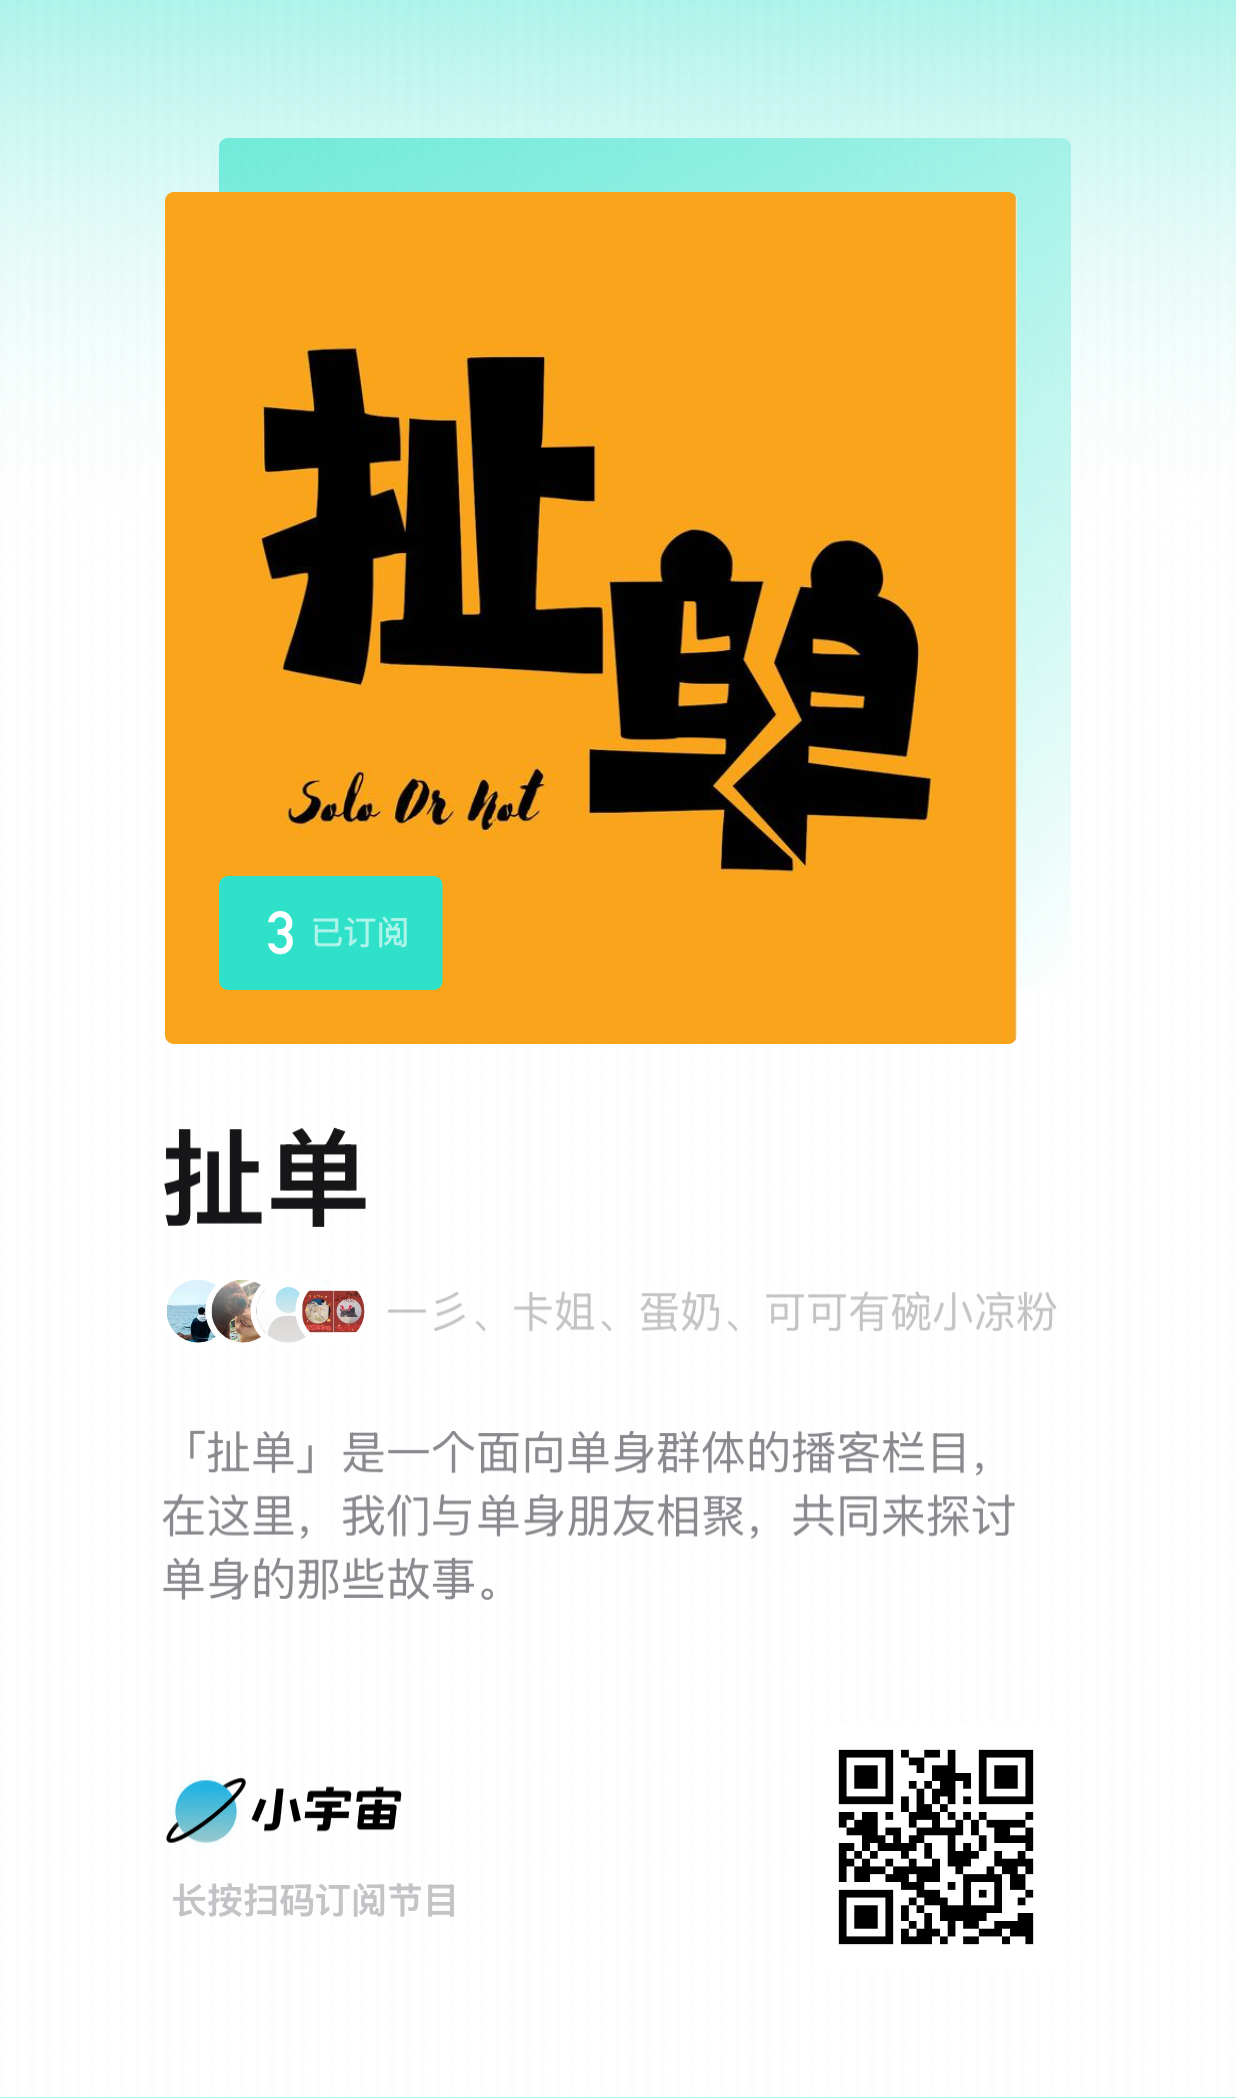 扯单
Solo Or Not
3 已订阅
扯单
一彡、卡姐、蛋奶、可可有碗小凉粉
「扯单」是一个面向单身群体的播客栏目，
在这里，我们与单身朋友相聚，共同来探讨
单身的那些故事。
小宇宙
长按扫码订阅节目